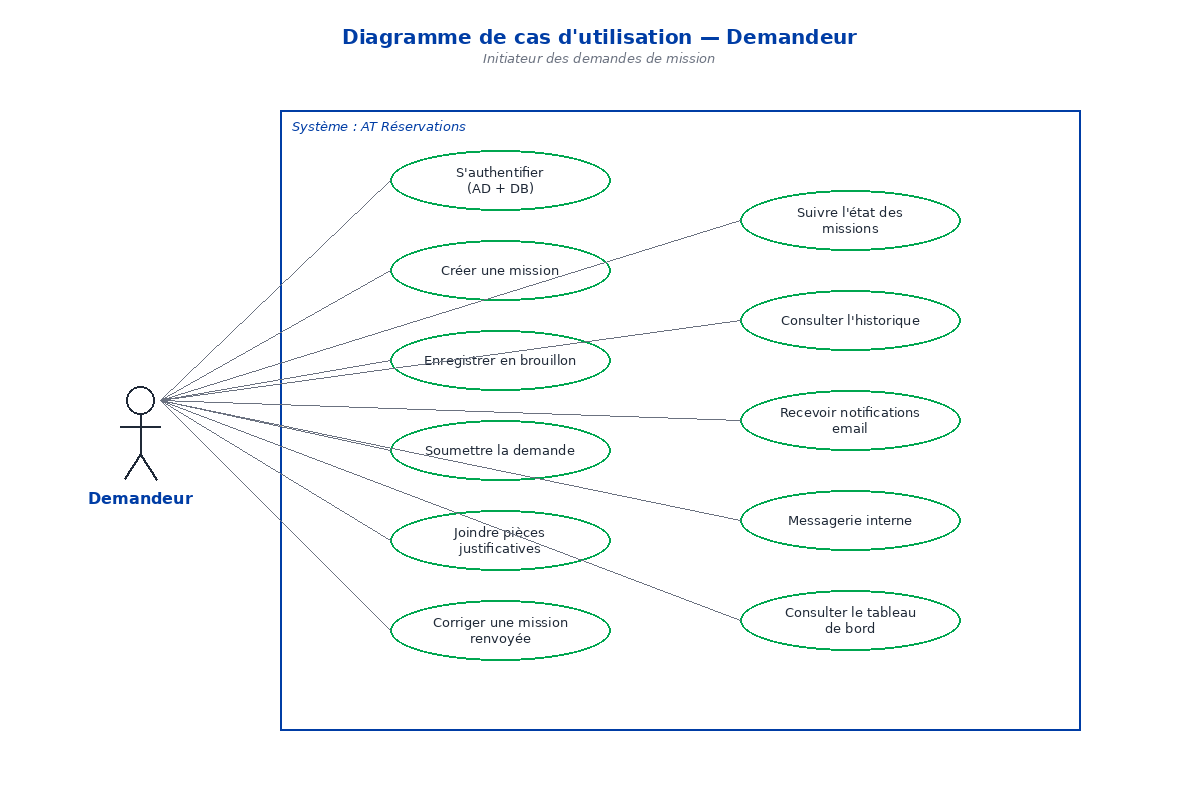 Diagramme de cas d'utilisation — Demandeur
Initiateur des demandes de mission
Système : AT Réservations
S'authentifier
(AD + DB)
Créer une mission
Enregistrer en brouillon
Soumettre la demande
Joindre pièces
justificatives
Corriger une mission
renvoyée
Suivre l'état des
missions
Consulter l'historique
Recevoir notifications
email
Messagerie interne
Consulter le tableau
de bord
Demandeur